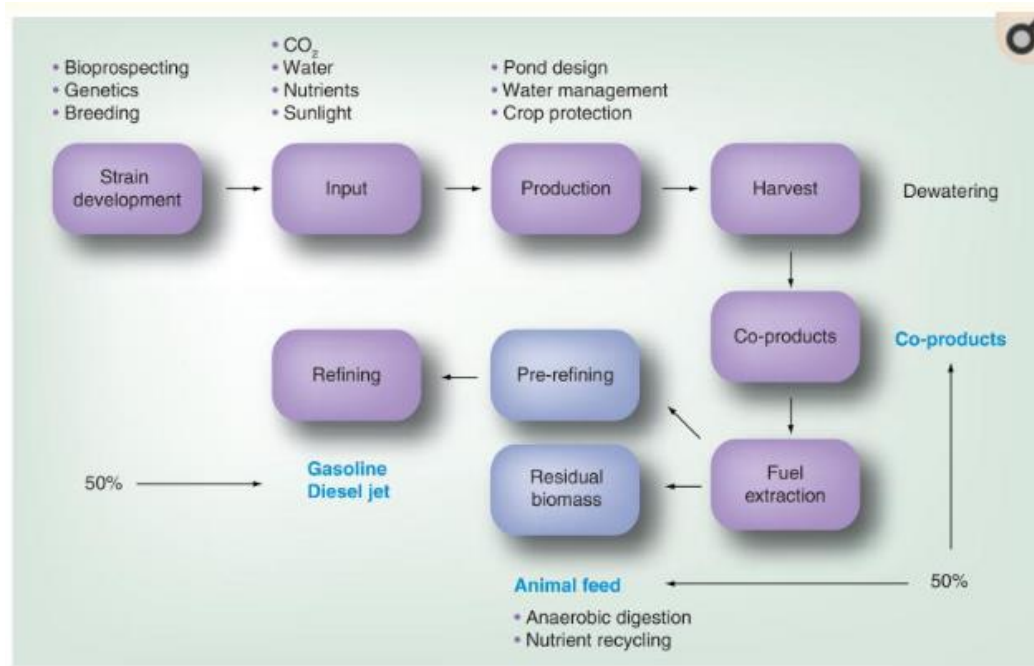 • Bioprospecting
• Genetics
• Breeding
• CO₂
• Water
• Nutrients
• Sunlight
• Pond design
• Water management
• Crop protection
Strain
development
Input
Production
Harvest
Dewatering
Co-products
Co-products
Refining
Pre-refining
Gasoline
Diesel jet
50%
Residual
biomass
Fuel
extraction
Animal feed
50%
• Anaerobic digestion
• Nutrient recycling